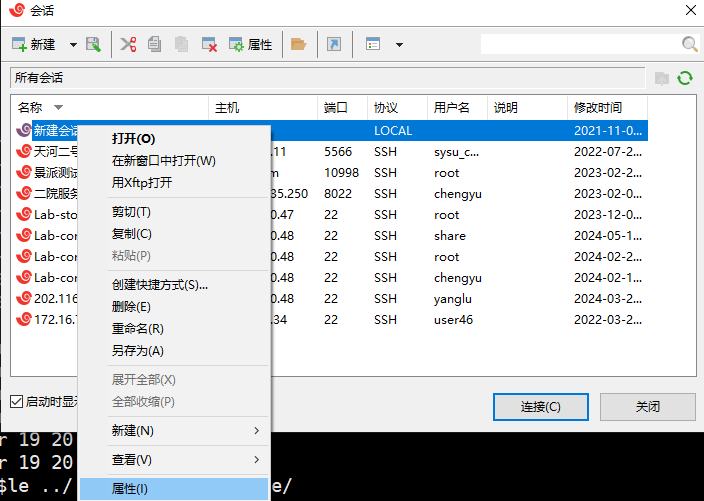 会话
新建 属性
所有会话
名称 主机 端口 协议 用户名 说明 修改时间
新建会话 LOCAL 2021-11-0...
天河二号 .11 5566 SSH sysu_c... 2022-07-2...
景派测试 m 10998 SSH root 2023-02-2...
二院服务 35.250 8022 SSH chengyu 2023-02-0...
Lab-sto 0.47 22 SSH root 2023-12-0...
Lab-cor 0.48 22 SSH share 2024-05-1...
Lab-cor 0.48 22 SSH root 2024-02-2...
Lab-cor 0.48 22 SSH chengyu 2024-02-1...
202.116 0.48 22 SSH yanglu 2024-03-2...
172.16.7 .34 22 SSH user46 2022-03-2...
打开(O)
在新窗口中打开(W)
用Xftp打开
剪切(T)
复制(C)
粘贴(P)
创建快捷方式(S)...
删除(E)
重命名(R)
另存为(A)
展开全部(X)
全部收缩(P)
新建(N)
查看(V)
属性(I)
启动时显示
连接(C) 关闭
r 19 20
r 19 20
$le ../ e/